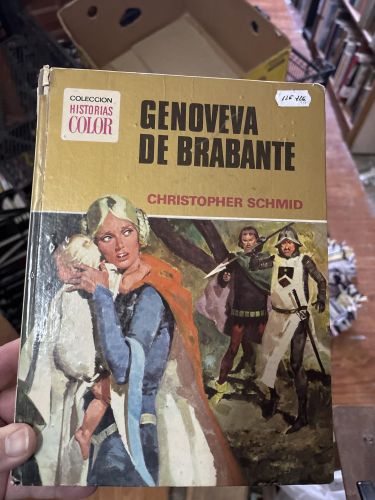 COLECCION
HISTORIAS
COLOR
GENOVEVA
DE BRABANTE
CHRISTOPHER SCHMID